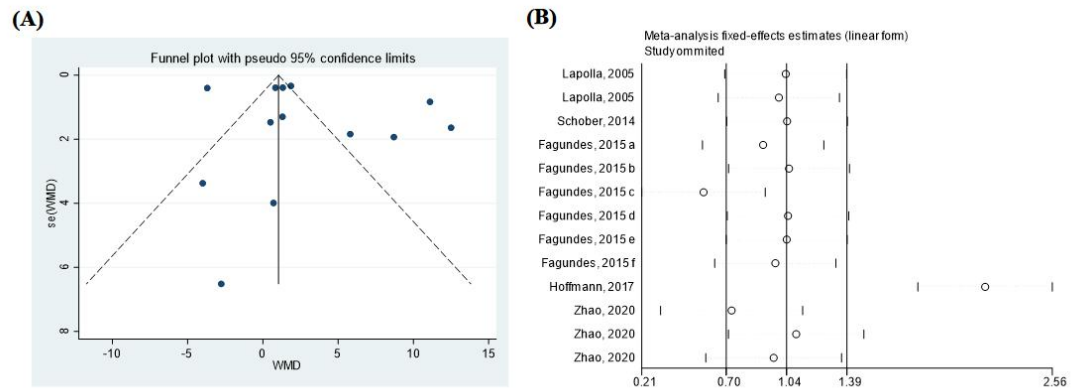 (A)
Funnel plot with pseudo 95% confidence limits
0
2
4
6
8
se(WMD)
-10
-5
0
5
10
15
WMD
(B)
Meta-analysis fixed-effects estimates (linear form)
Study ommited
Lapolla, 2005
Lapolla, 2005
Schober, 2014
Fagundes, 2015 a
Fagundes, 2015 b
Fagundes, 2015 c
Fagundes, 2015 d
Fagundes, 2015 e
Fagundes, 2015 f
Hoffmann, 2017
Zhao, 2020
Zhao, 2020
Zhao, 2020
0.21
0.70
1.04
1.39
2.56